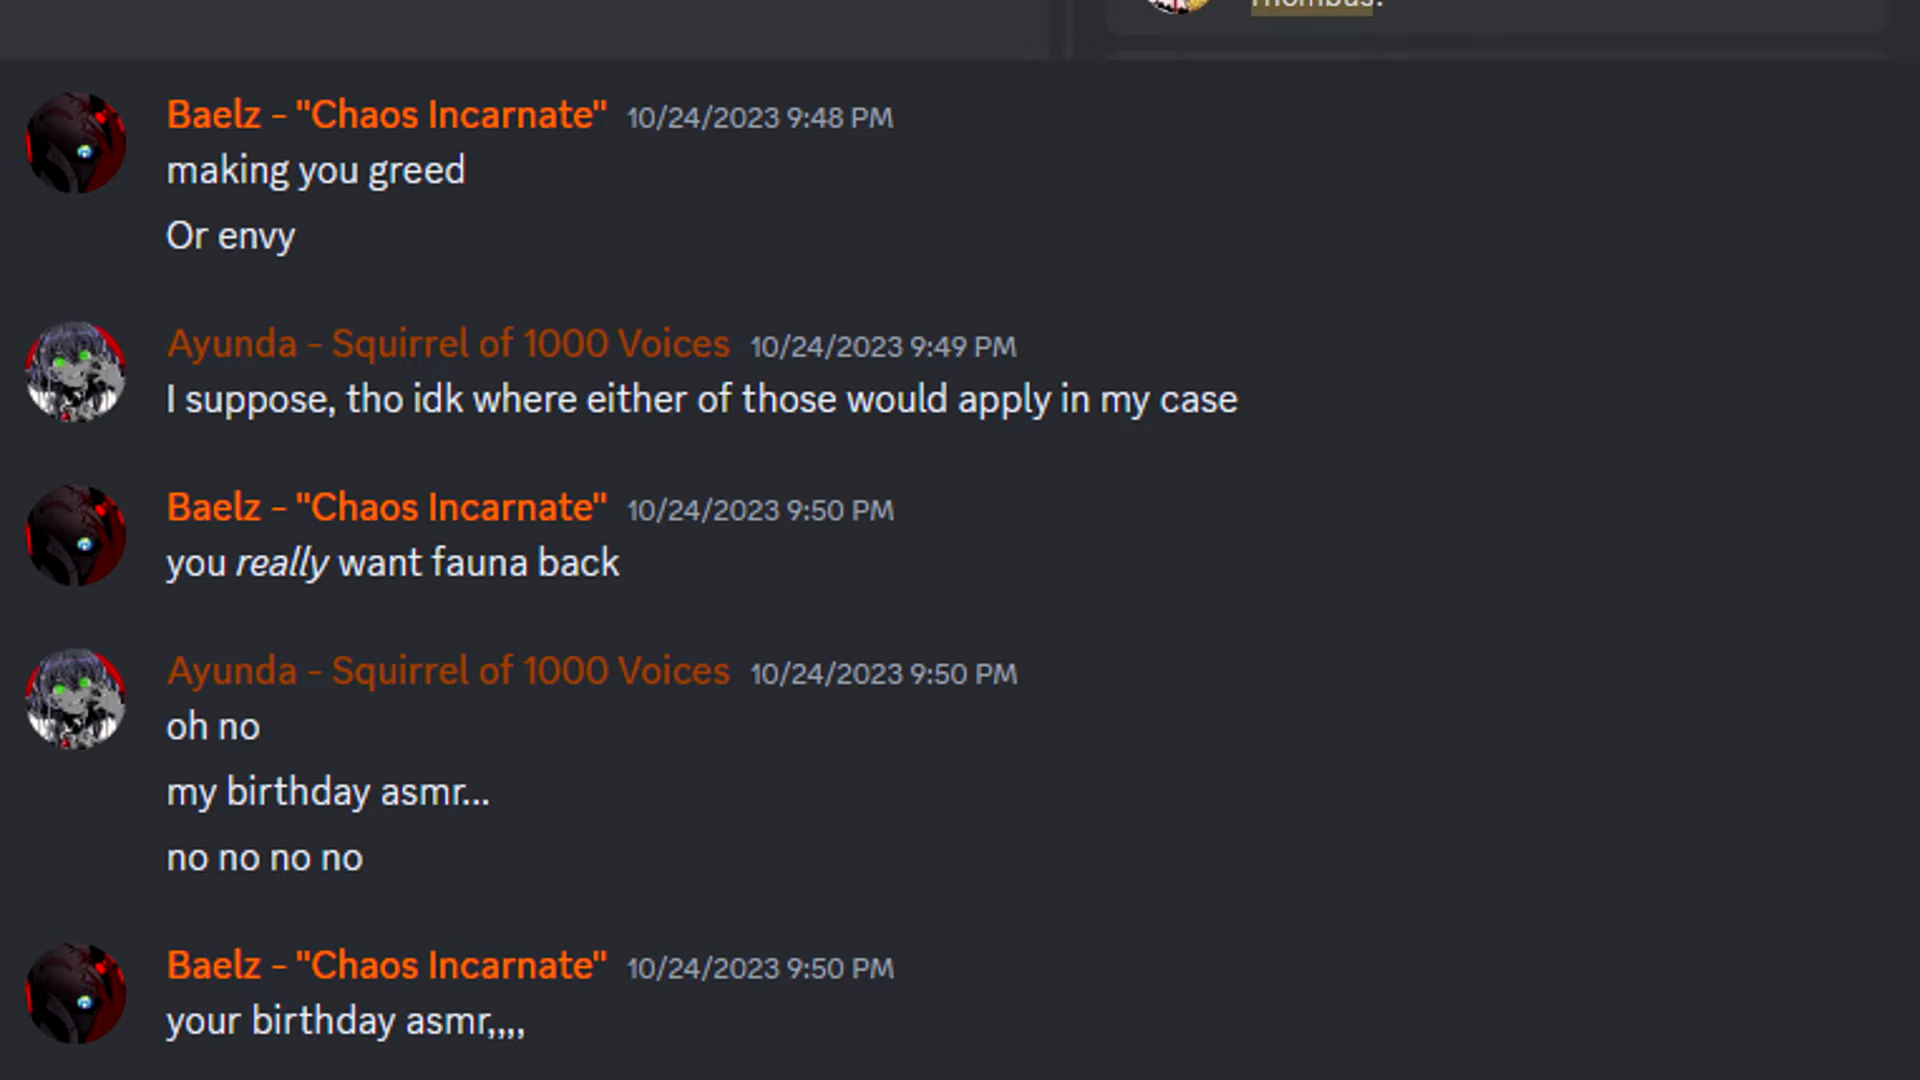 Baelz - "Chaos Incarnate" 10/24/2023 9:48 PM
making you greed
Or envy
Ayunda - Squirrel of 1000 Voices 10/24/2023 9:49 PM
I suppose, tho idk where either of those would apply in my case
Baelz - "Chaos Incarnate" 10/24/2023 9:50 PM
you really want fauna back
Ayunda - Squirrel of 1000 Voices 10/24/2023 9:50 PM
oh no
my birthday asmr...
no no no no
Baelz - "Chaos Incarnate" 10/24/2023 9:50 PM
your birthday asmr,,,,